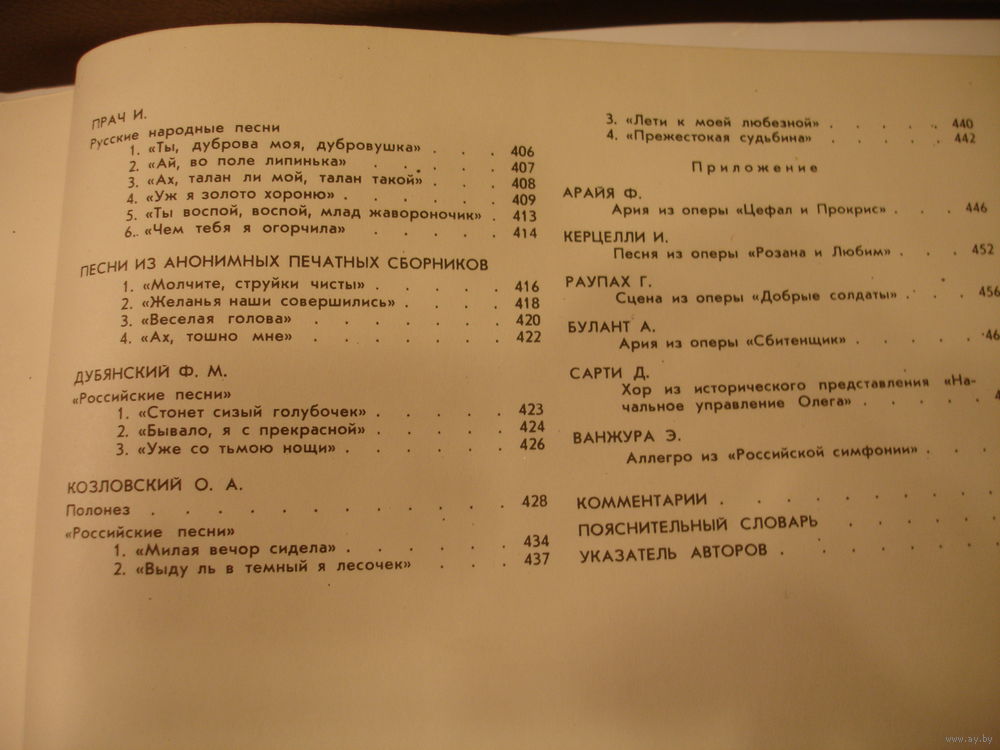 ПРАЧ И.
Русские народные песни
1. «Ты, дуброва моя, дубровушка» . . . 406
2. «Ай, во поле липинька» . . . . 407
3. «Ах, талан ли мой, талан такой» . . . 408
4. «Уж я золото хороню» . . . . . 409
5. «Ты воспой, воспой, млад жавороночик» . 413
6. «Чем тебя я огорчила» . . . . 414
ПЕСНИ ИЗ АНОНИМНЫХ ПЕЧАТНЫХ СБОРНИКОВ
1. «Молчите, струйки чисты» . . . . . 416
2. «Желанья наши совершились» . . . . 418
3. «Веселая голова» . . . . . . . 420
4. «Ах, тошно мне» . . . . . . . 422
ДУБЯНСКИЙ Ф. М.
«Российские песни»
1. «Стонет сизый голубочек» . . . . . 423
2. «Бывало, я с прекрасной» . . . . . 424
3. «Уже со тьмою нощи» . . . . . . 426
КОЗЛОВСКИЙ О. А.
Полонез . . . . . . . . . . . 428
«Российские песни»
1. «Милая вечор сидела» . . . . . . 434
2. «Выду ль в темный я лесочек» . . . 437
3. «Лети к моей любезной» . . . . . 440
4. «Прежестокая судьбина» . . . . . 442
Приложение
АРАЙЯ Ф.
Ария из оперы «Цефал и Прокрис» . . . 446
КЕРЦЕЛЛИ И.
Песня из оперы «Розана и Любим» . . . 452
РАУПАХ Г.
Сцена из оперы «Добрые солдаты» . . . 456
БУЛАНТ А.
Ария из оперы «Сбитенщик» . . . . . 46
САРТИ Д.
Хор из исторического представления «На-
чальное управление Олега» . . . . .
ВАНЖУРА Э.
Аллегро из «Российской симфонии» . . .
КОММЕНТАРИИ . . . . . . . .
ПОЯСНИТЕЛЬНЫЙ СЛОВАРЬ . . . . .
УКАЗАТЕЛЬ АВТОРОВ . . . . . .
www.ay.by